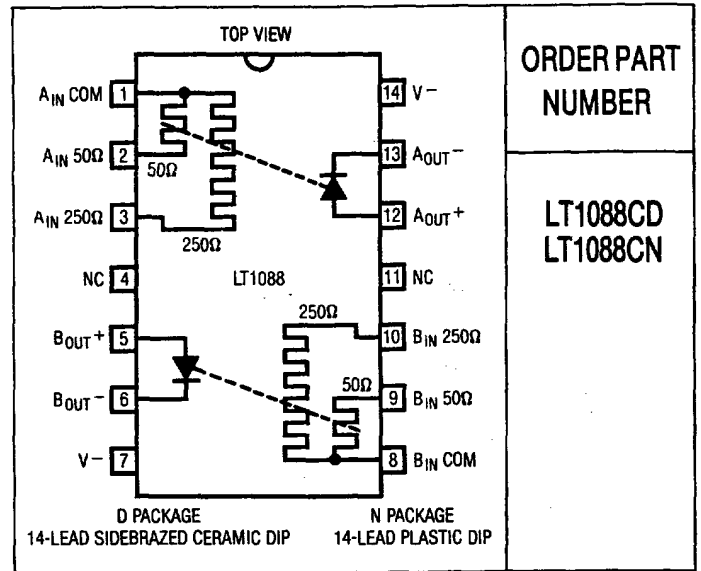 TOP VIEW
A_IN COM 1
A_IN 50Ω 2
50Ω
A_IN 250Ω 3
250Ω
NC 4
B_OUT+ 5
B_OUT− 6
V− 7
14 V−
13 A_OUT−
12 A_OUT+
11 NC
LT1088
250Ω
10 B_IN 250Ω
50Ω
9 B_IN 50Ω
8 B_IN COM
D PACKAGE
14-LEAD SIDEBRAZED CERAMIC DIP
N PACKAGE
14-LEAD PLASTIC DIP
ORDER PART
NUMBER
LT1088CD
LT1088CN